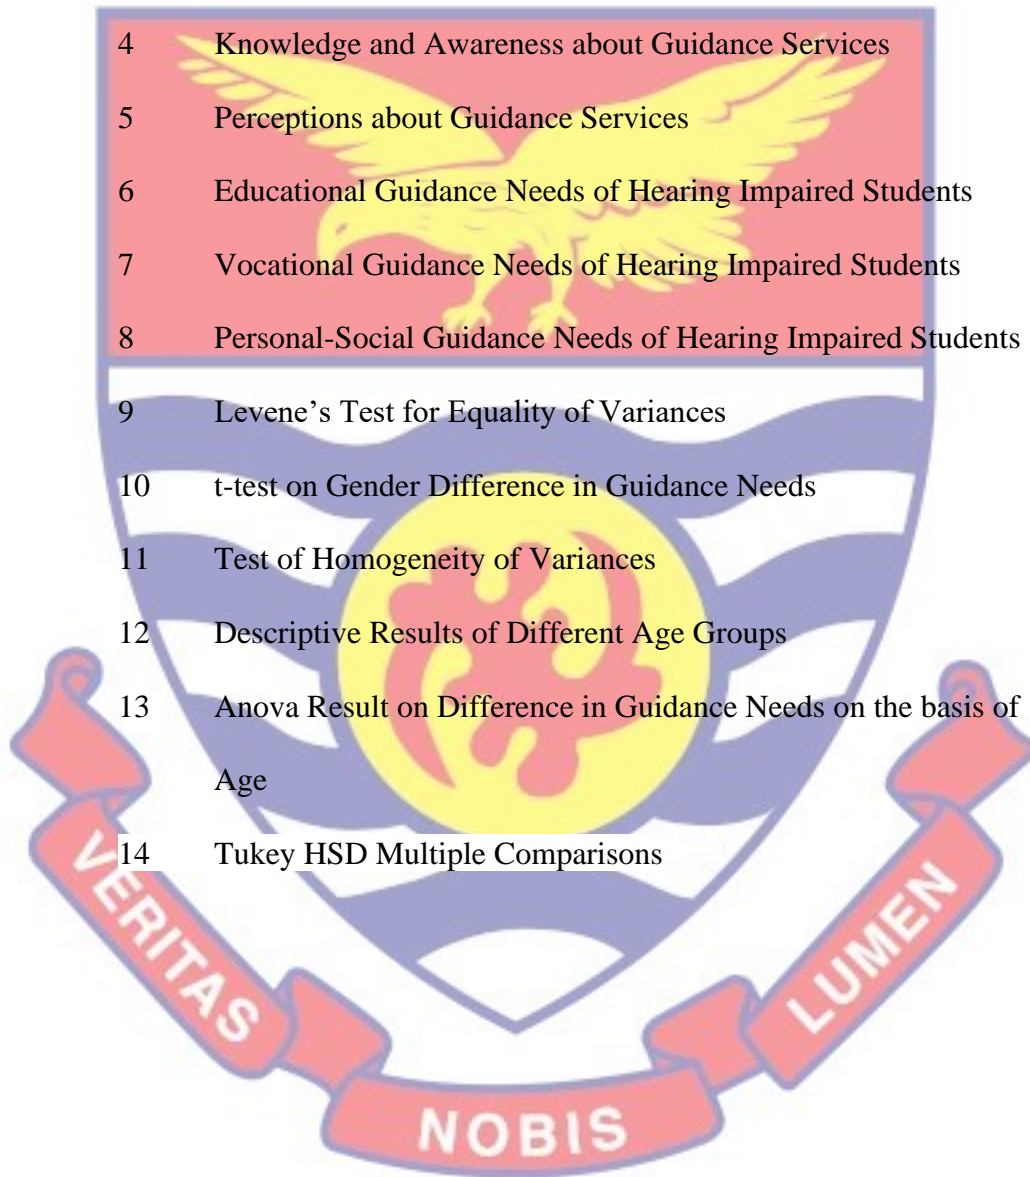 4 Knowledge and Awareness about Guidance Services
5 Perceptions about Guidance Services
6 Educational Guidance Needs of Hearing Impaired Students
7 Vocational Guidance Needs of Hearing Impaired Students
8 Personal-Social Guidance Needs of Hearing Impaired Students
9 Levene’s Test for Equality of Variances
10 t-test on Gender Difference in Guidance Needs
11 Test of Homogeneity of Variances
12 Descriptive Results of Different Age Groups
13 Anova Result on Difference in Guidance Needs on the basis of
Age
14 Tukey HSD Multiple Comparisons
VERITAS
NOBIS
LUMEN